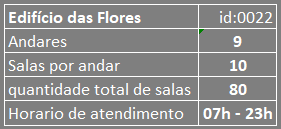 Edifício das Flores id:0022
Andares 9
Salas por andar 10
quantidade total de salas 80
Horario de atendimento 07h - 23h